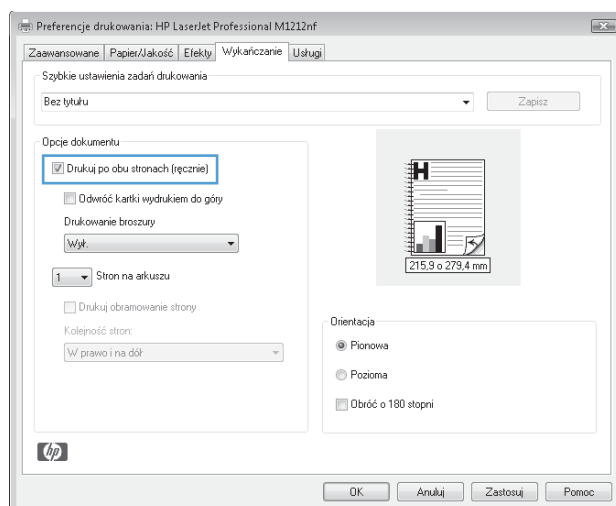 Preferencje drukowania: HP LaserJet Professional M1212nf
Zaawansowane Papier/Jakość Efekty Wykańczanie Usługi
Szybkie ustawienia zadań drukowania
Bez tytułu
Zapisz
Opcje dokumentu
Drukuj po obu stronach (ręcznie)
Odwróć kartki wydrukiem do góry
Drukowanie broszury
Wył.
1 Stron na arkuszu
Drukuj obramowanie strony
Kolejność stron:
W prawo i na dół
H
215,9 o 279,4 mm
Orientacja
Pionowa
Pozioma
Obróć o 180 stopni
hp
OK Anuluj Zastosuj Pomoc